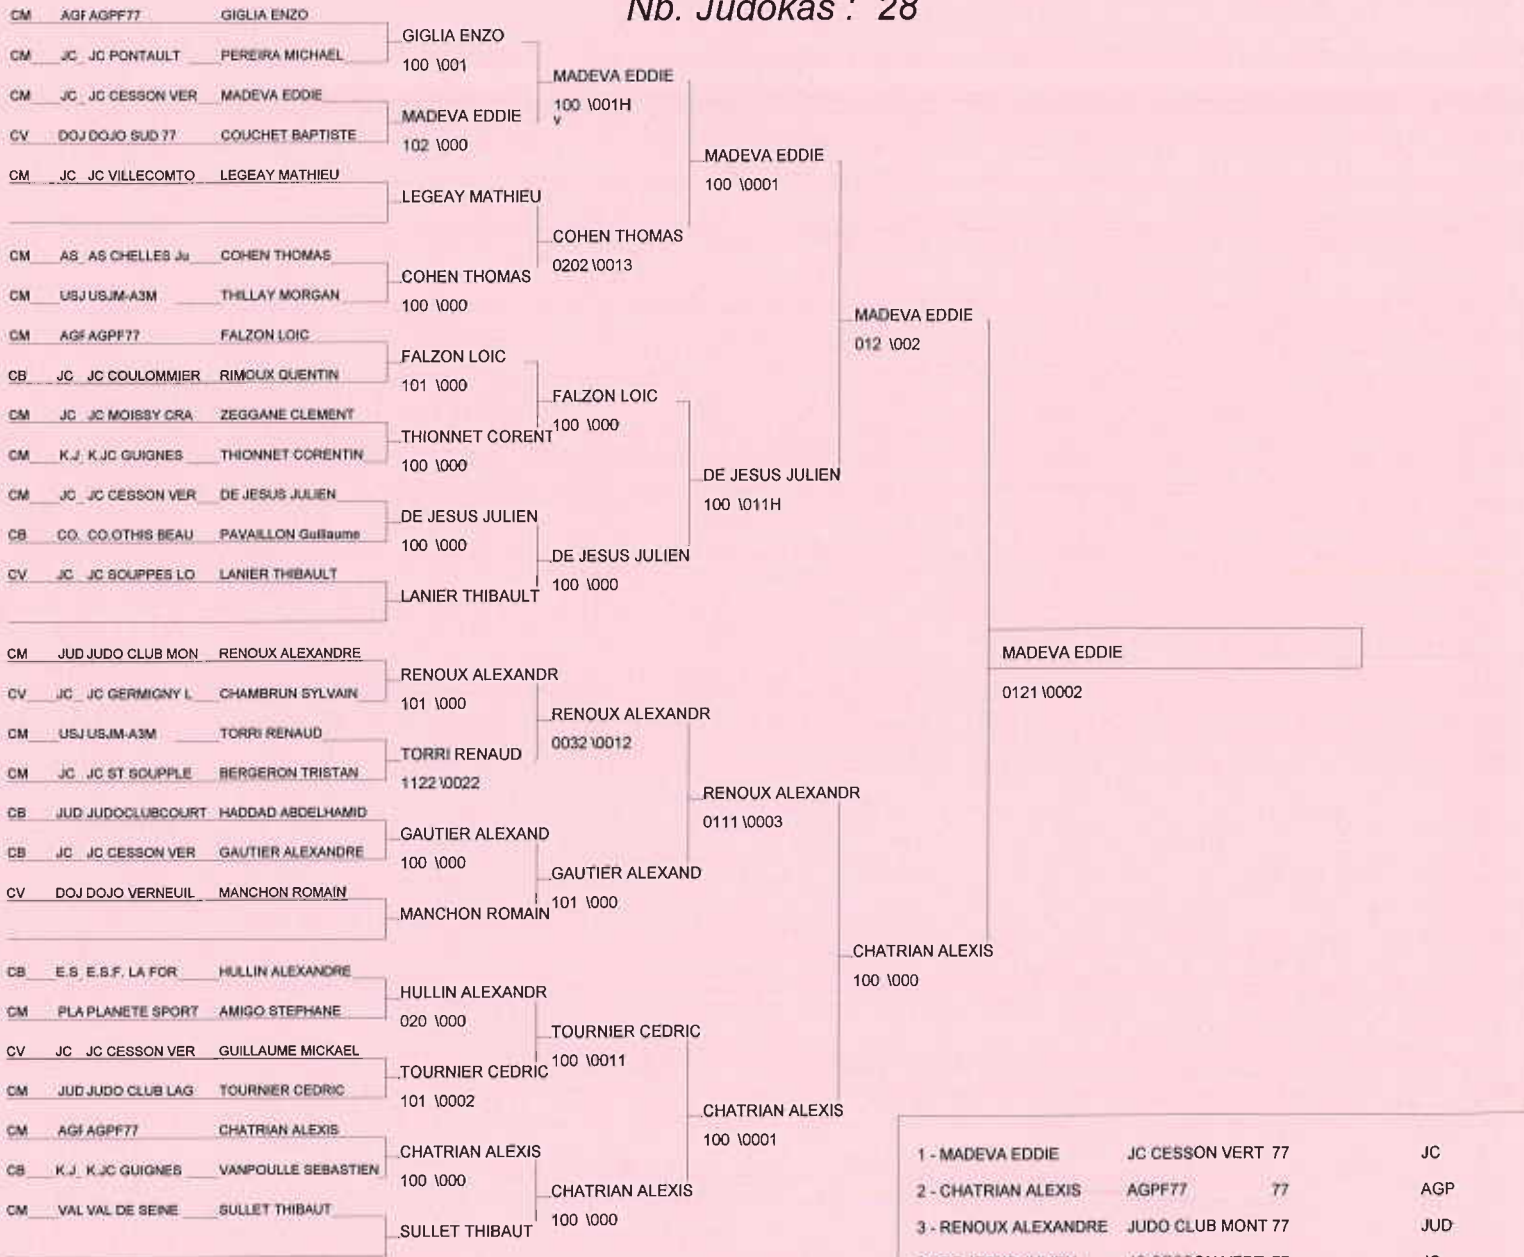 Nb. Judokas : 28
CM AGF AGPF77 GIGLIA ENZO
GIGLIA ENZO
100 \001
CM JC JC PONTAULT PEREIRA MICHAEL
MADEVA EDDIE
100 \001H
v
CM JC JC CESSON VER MADEVA EDDIE
MADEVA EDDIE
102 \000
CV DOJ DOJO SUD 77 COUCHET BAPTISTE
MADEVA EDDIE
100 \0001
CM JC JC VILLECOMTO LEGEAY MATHIEU
LEGEAY MATHIEU
COHEN THOMAS
0202 \0013
CM AS AS CHELLES Ju COHEN THOMAS
COHEN THOMAS
100 \000
CM USJ USJM-A3M THILLAY MORGAN
MADEVA EDDIE
012 \002
CM AGF AGPF77 FALZON LOIC
FALZON LOIC
101 \000
CB JC JC COULOMMIER RIMOUX QUENTIN
FALZON LOIC
100 \000
CM JC JC MOISSY CRA ZEGGANE CLEMENT
THIONNET CORENT
100 \000
CM K.J K.JC GUIGNES THIONNET CORENTIN
DE JESUS JULIEN
100 \011H
CM JC JC CESSON VER DE JESUS JULIEN
DE JESUS JULIEN
100 \000
CB CO. CO.OTHIS BEAU PAVAILLON Guillaume
DE JESUS JULIEN
100 \000
CV JC JC SOUPPES LO LANIER THIBAULT
LANIER THIBAULT
MADEVA EDDIE
0121 \0002
CM JUD JUDO CLUB MON RENOUX ALEXANDRE
RENOUX ALEXANDR
101 \000
CV JC JC GERMIGNY L CHAMBRUN SYLVAIN
RENOUX ALEXANDR
0032 \0012
CM USJ USJM-A3M TORRI RENAUD
TORRI RENAUD
1122 \0022
CM JC JC ST SOUPPLE BERGERON TRISTAN
RENOUX ALEXANDR
0111 \0003
CB JUD JUDOCLUBCOURT HADDAD ABDELHAMID
GAUTIER ALEXAND
100 \000
CB JC JC CESSON VER GAUTIER ALEXANDRE
GAUTIER ALEXAND
101 \000
CV DOJ DOJO VERNEUIL MANCHON ROMAIN
MANCHON ROMAIN
CHATRIAN ALEXIS
100 \000
CB E.S E.S.F. LA FOR HULLIN ALEXANDRE
HULLIN ALEXANDR
020 \000
CM PLA PLANETE SPORT AMIGO STEPHANE
TOURNIER CEDRIC
100 \0011
CV JC JC CESSON VER GUILLAUME MICKAEL
TOURNIER CEDRIC
101 \0002
CM JUD JUDO CLUB LAG TOURNIER CEDRIC
CHATRIAN ALEXIS
100 \0001
CM AGF AGPF77 CHATRIAN ALEXIS
CHATRIAN ALEXIS
100 \000
CB K.J K.JC GUIGNES VANPOULLE SEBASTIEN
CHATRIAN ALEXIS
100 \000
CM VAL VAL DE SEINE SULLET THIBAUT
SULLET THIBAUT
1 - MADEVA EDDIE JC CESSON VERT 77 JC
2 - CHATRIAN ALEXIS AGPF77 77 AGP
3 - RENOUX ALEXANDRE JUDO CLUB MONT 77 JUD